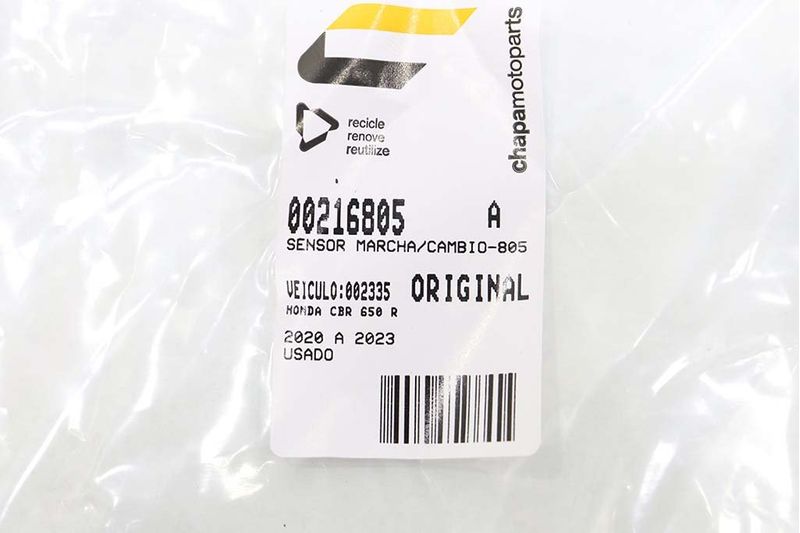 chapamotoparts
recicle
renove
reutilize
00216805 A
SENSOR MARCHA/CAMBIO-805
VEICULO:002335 ORIGINAL
HONDA CBR 650 R
2020 A 2023
USADO